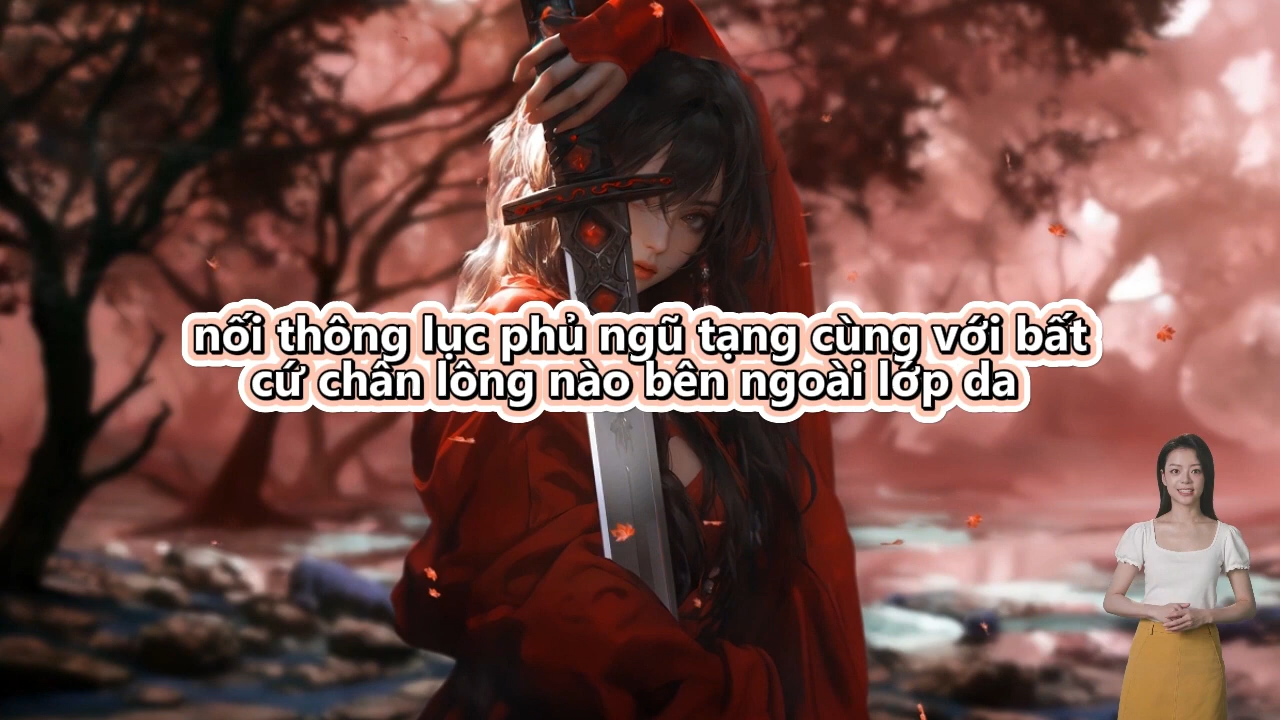 nối thông lục phủ ngũ tạng cùng với bất
cứ chân lông nào bên ngoài lớp da